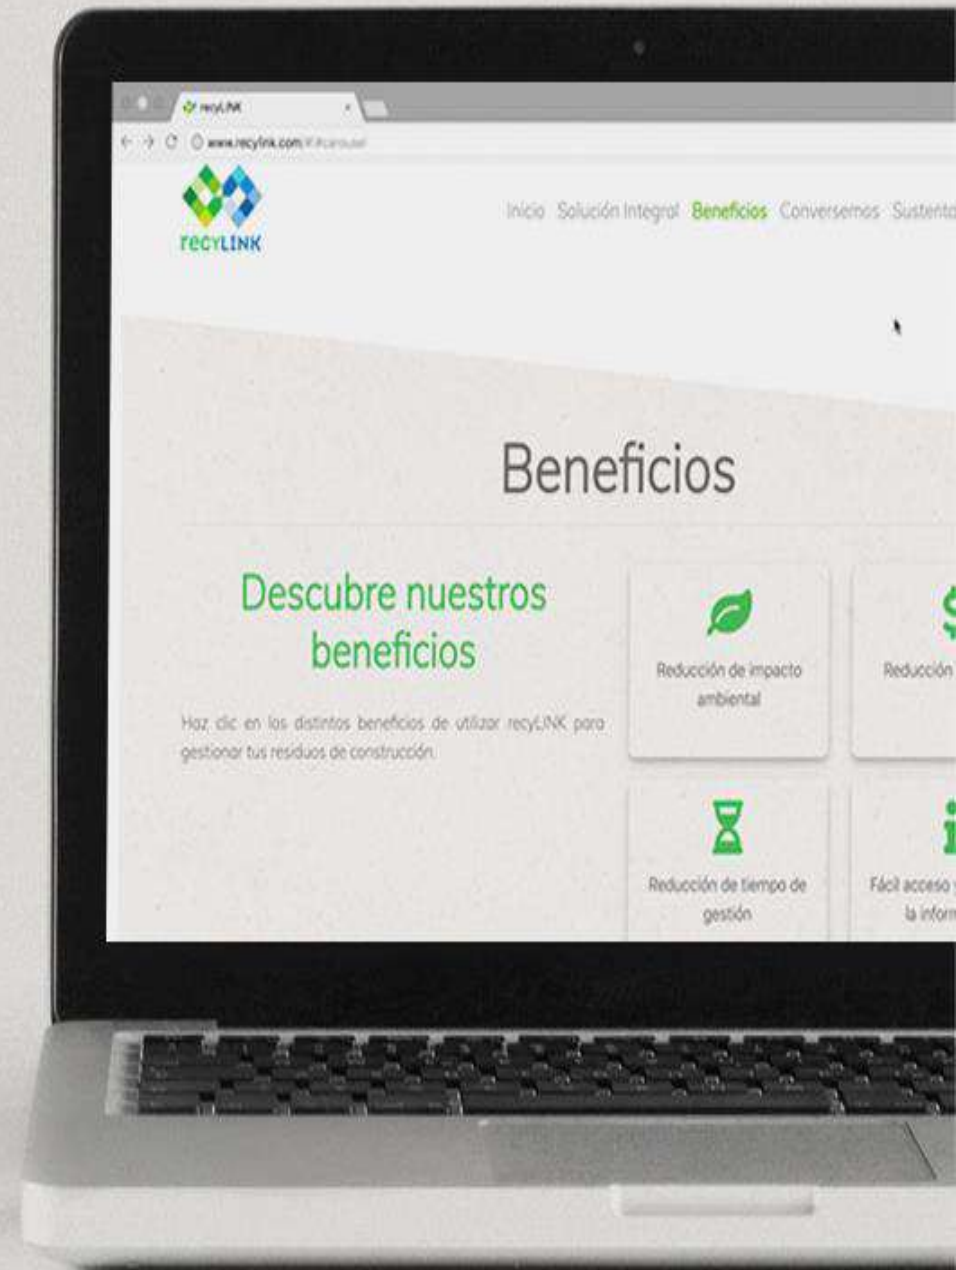 recyLINK
www.recylink.com/#/#carousel
recyLINK
Inicio Solución Integral Beneficios Conversemos
Beneficios
Descubre nuestros
beneficios
Haz clic en los distintos beneficios de utilizar recyLINK para
gestionar tus residuos de construcción.
Reducción de impacto
ambiental
Reducción
Reducción de tiempo de
gestión
Fácil acceso
la